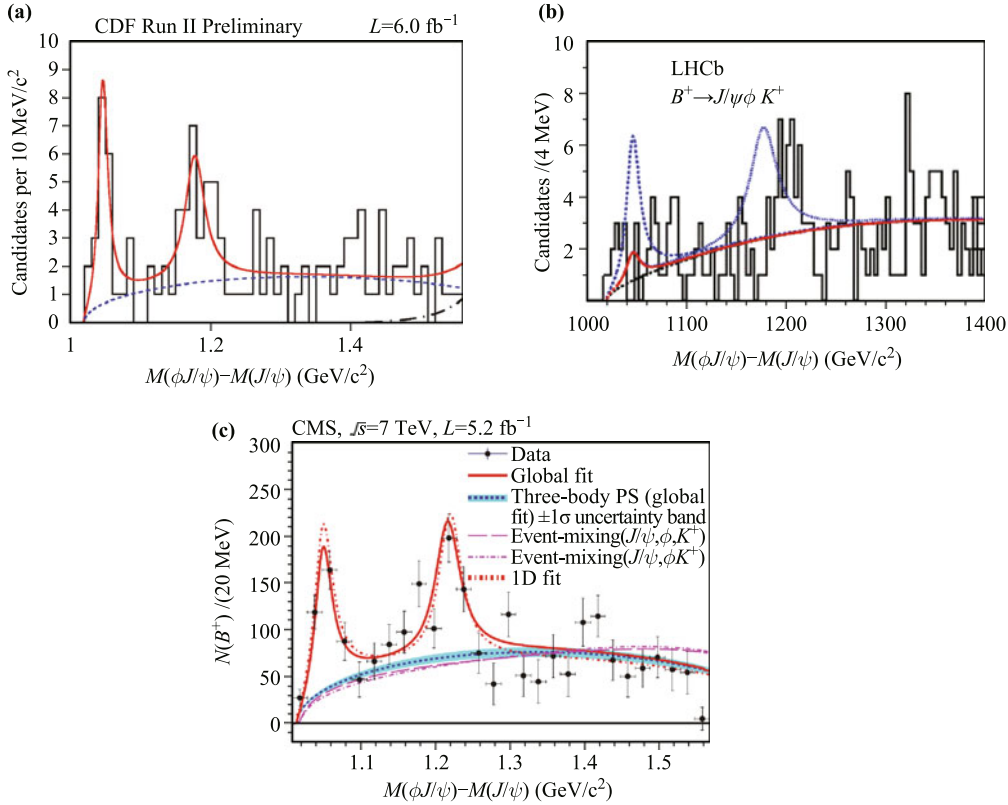 (a)
CDF Run II Preliminary L=6.0 fb⁻¹
Candidates per 10 MeV/c²
10
9
8
7
6
5
4
3
2
1
0
1 1.2 1.4
M(ϕJ/ψ)−M(J/ψ) (GeV/c²)
(b)
LHCb
B⁺→J/ψϕ K⁺
Candidates /(4 MeV)
10
8
6
4
2
0
1000 1100 1200 1300 1400
M(ϕJ/ψ)−M(J/ψ) (GeV/c²)
(c)
CMS, √s=7 TeV, L=5.2 fb⁻¹
N(B⁺) /(20 MeV)
300
250
200
150
100
50
0
Data
Global fit
Three-body PS (global
fit) ±1σ uncertainty band
Event-mixing(J/ψ,ϕ,K⁺)
Event-mixing(J/ψ,ϕK⁺)
1D fit
1.1 1.2 1.3 1.4 1.5
M(ϕJ/ψ)−M(J/ψ) (GeV/c²)